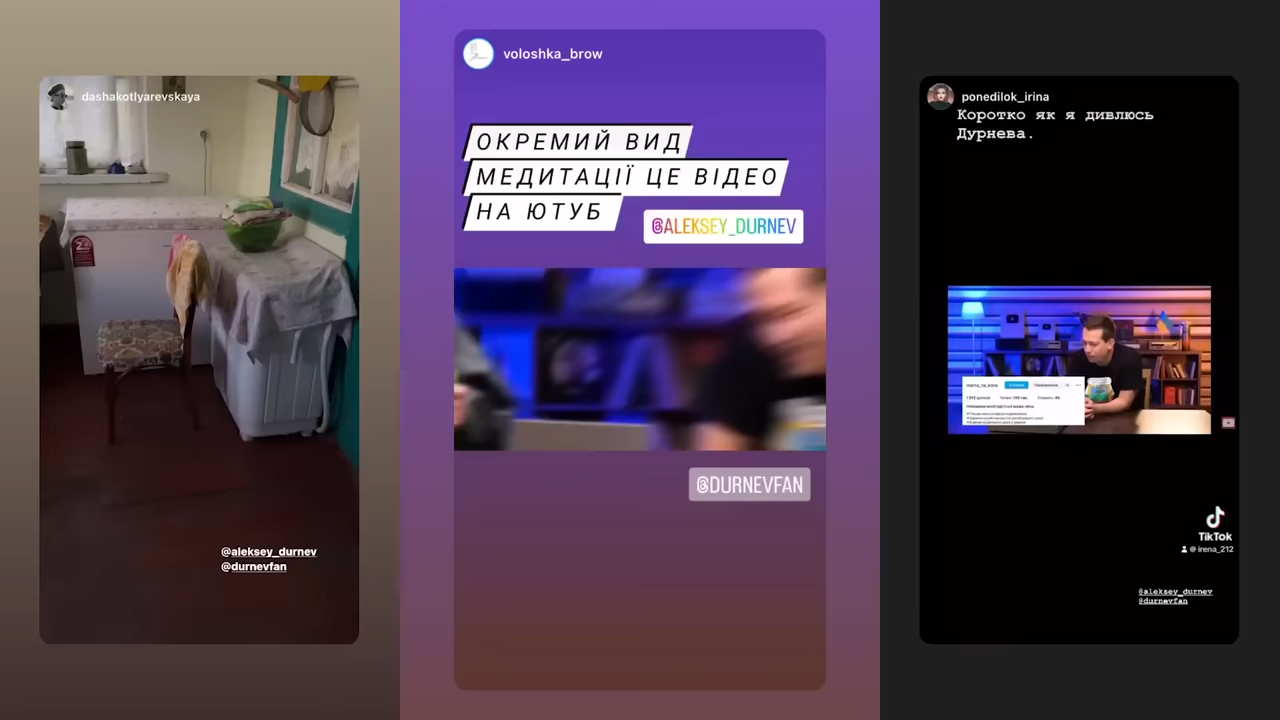 dashakotlyarevskaya
@aleksey_durnev
@durnevfan
voloshka_brow
ОКРЕМИЙ ВИД
МЕДИТАЦІЇ ЦЕ ВІДЕО
НА ЮТУБ
@ALEKSEY_DURNEV
@DURNEVFAN
ponedilok_irina
Коротко як я дивлюсь
Дурнева.
TikTok
@irena_212
@aleksey_durnev
@durnevfan